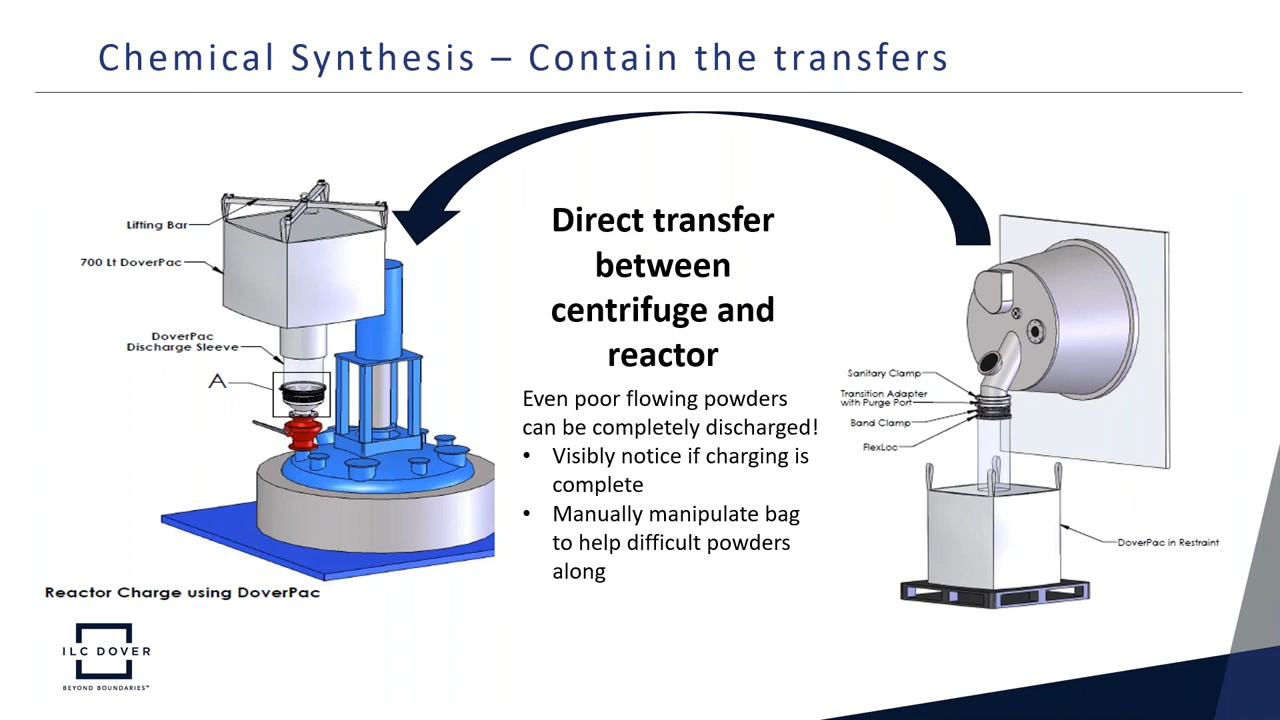 Chemical Synthesis – Contain the transfers
Lifting Bar
700 Lt DoverPac
DoverPac
Discharge Sleeve
A
Reactor Charge using DoverPac
Direct transfer
between
centrifuge and
reactor
Even poor flowing powders
can be completely discharged!
• Visibly notice if charging is
complete
• Manually manipulate bag
to help difficult powders
along
Sanitary Clamp
Transition Adapter
with Purge Port
Band Clamp
FlexLoc
DoverPac in Restraint
ILC DOVER
BEYOND BOUNDARIES™